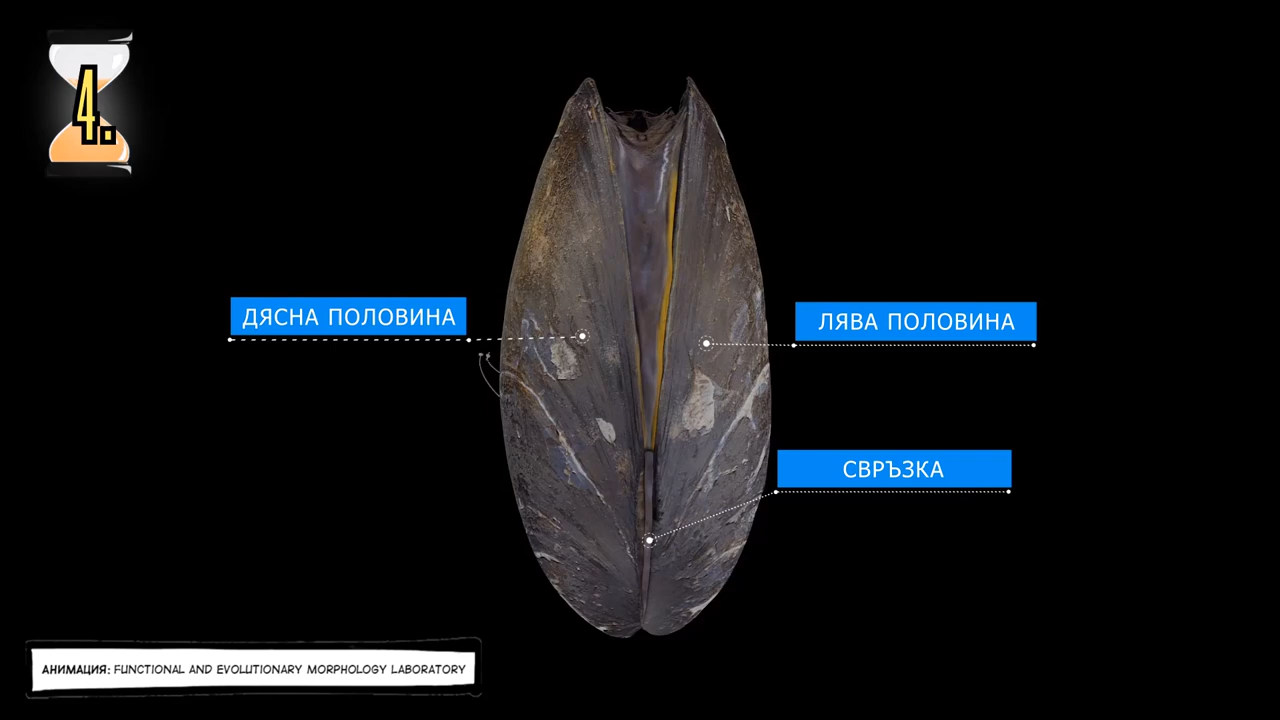 4.
ДЯСНА ПОЛОВИНА
ЛЯВА ПОЛОВИНА
СВРЪЗКА
АНИМАЦИЯ: FUNCTIONAL AND EVOLUTIONARY MORPHOLOGY LABORATORY